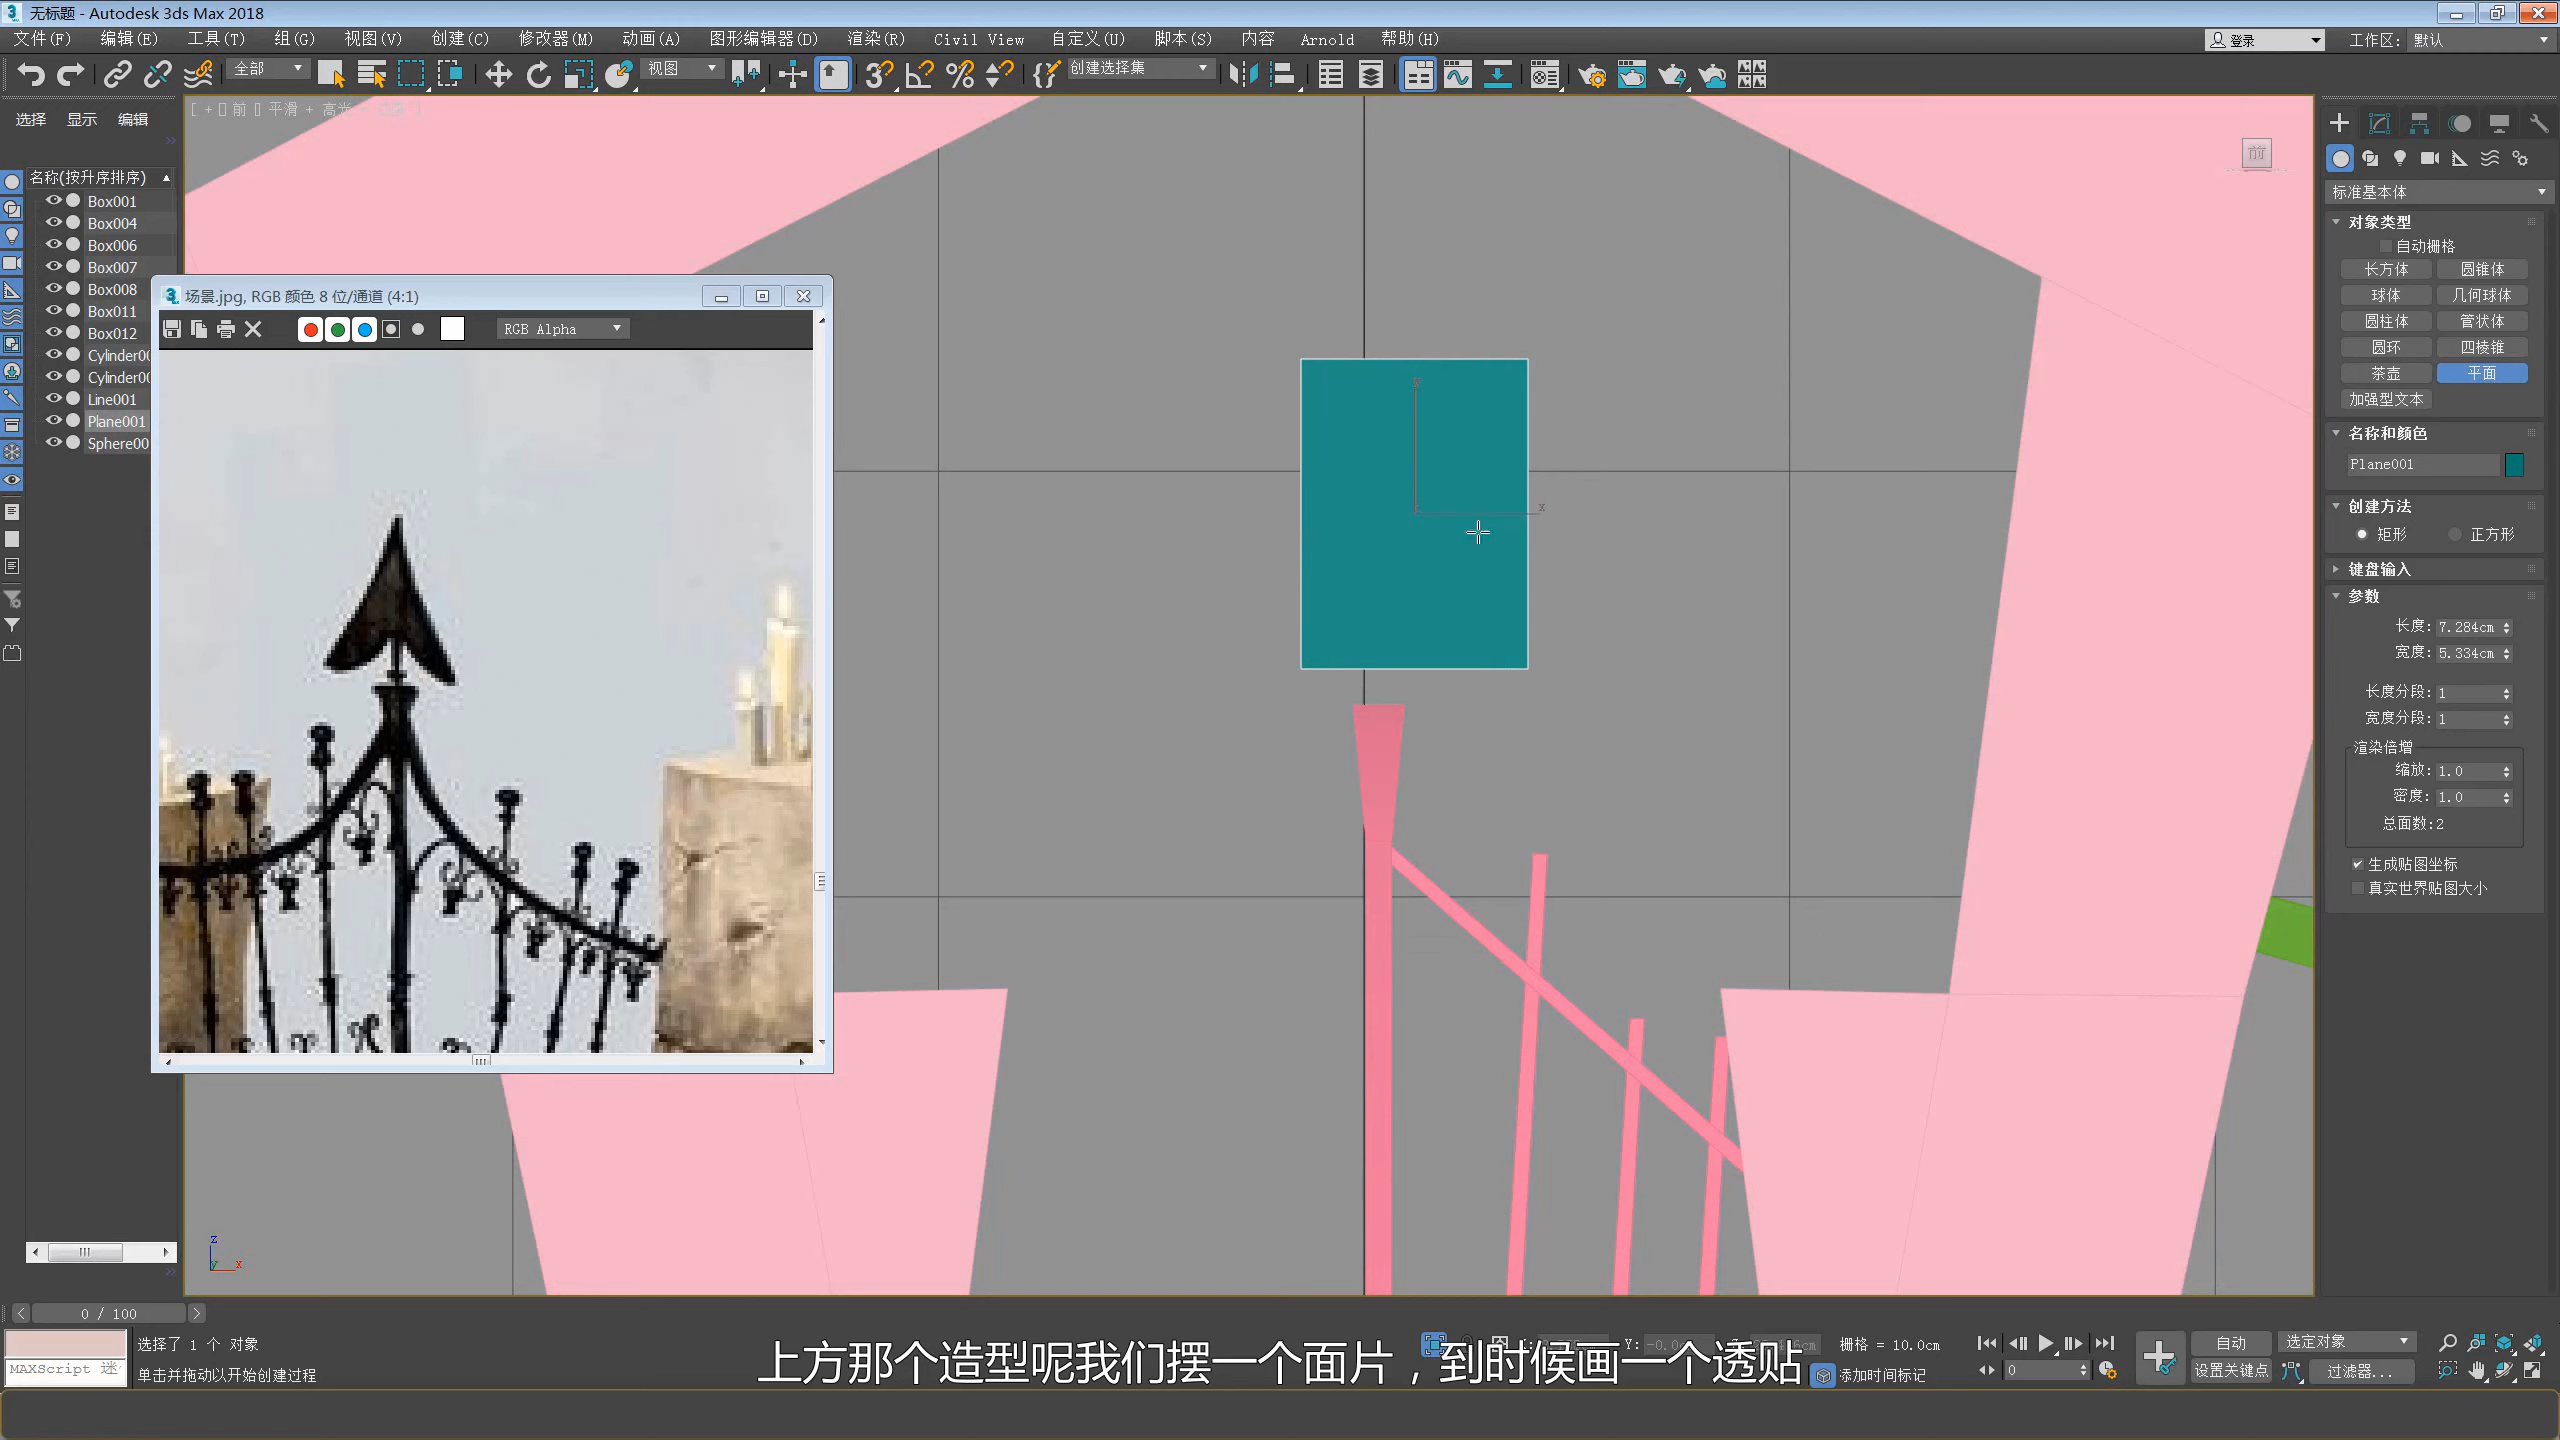 无标题 - Autodesk 3ds Max 2018
文件(F) 编辑(E) 工具(T) 组(G) 视图(V) 创建(C) 修改器(M) 动画(A) 图形编辑器(D) 渲染(R) Civil View 自定义(U) 脚本(S) 内容 Arnold 帮助(H)
登录 工作区: 默认
全部 视图 创建选择集
选择 显示 编辑
[ + ] [ 前 ] [ 平滑 + 高光
前
名称(按升序排序)
Box001
Box004
Box006
Box007
Box008
Box011
Box012
Cylinder00
Cylinder00
Line001
Plane001
Sphere00
场景.jpg, RGB 颜色 8 位/通道 (4:1)
RGB Alpha
y
x
标准基本体
对象类型
自动栅格
长方体 圆锥体
球体 几何球体
圆柱体 管状体
圆环 四棱锥
茶壶 平面
加强型文本
名称和颜色
Plane001
创建方法
矩形 正方形
键盘输入
参数
长度: 7.284cm
宽度: 5.334cm
长度分段: 1
宽度分段: 1
渲染倍增
缩放: 1.0
密度: 1.0
总面数:2
生成贴图坐标
真实世界贴图大小
z
y x
0 / 100
选择了 1 个 对象
MAXScript 迷
单击并拖动以开始创建过程
Y:
栅格 = 10.0cm
添加时间标记
0
自动 选定对象
设置关键点 过滤器...
上方那个造型呢我们摆一个面片，到时候画一个透贴